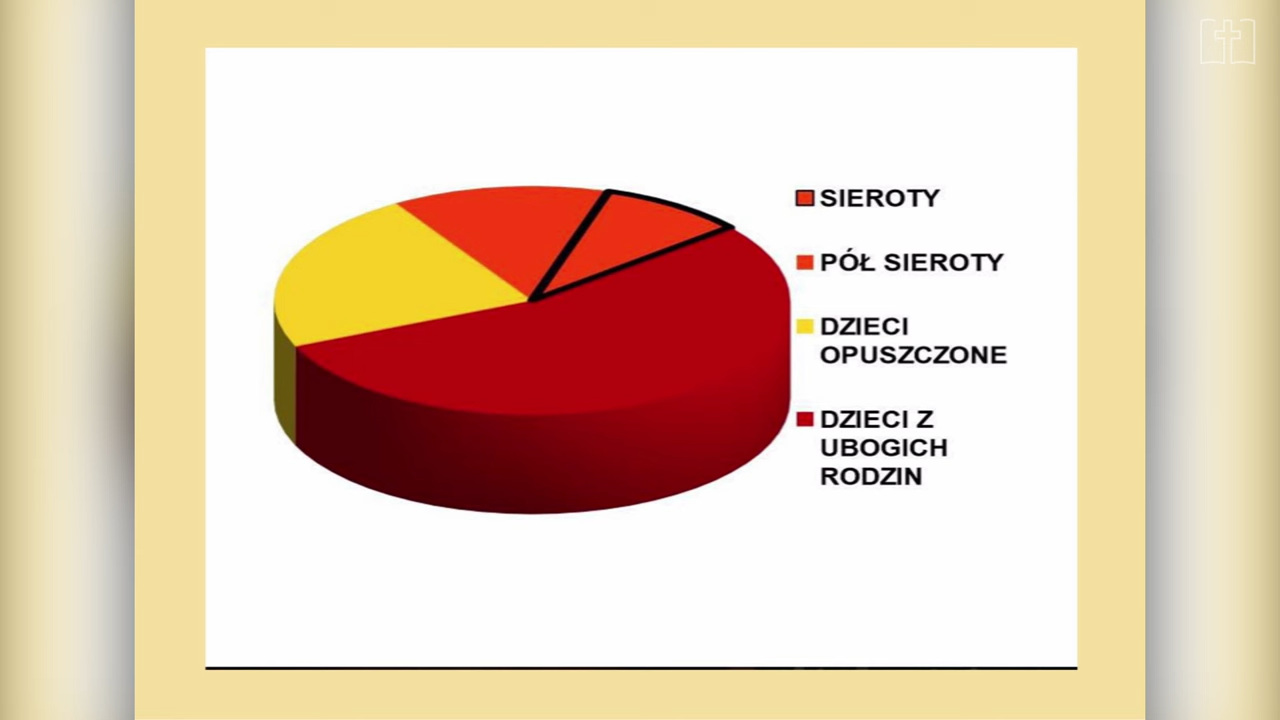 SIEROTY
PÓŁ SIEROTY
DZIECI
OPUSZCZONE
DZIECI Z
UBOGICH
RODZIN